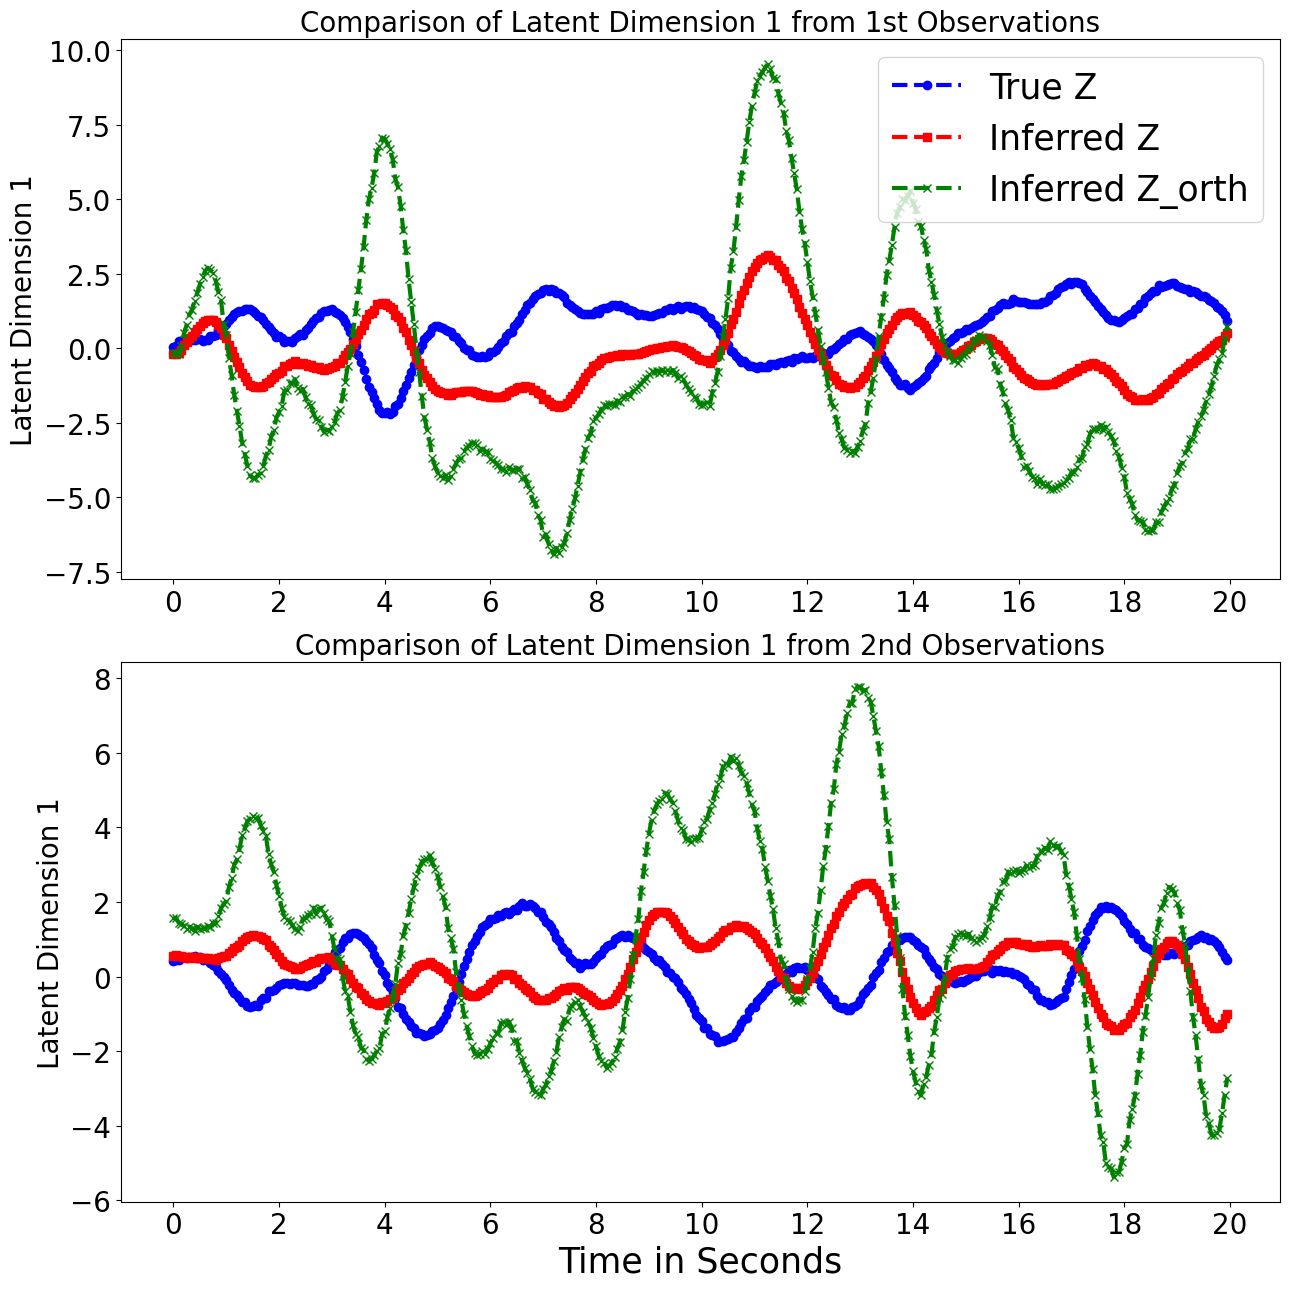 Comparison of Latent Dimension 1 from 1st Observations
Latent Dimension 1
10.0
7.5
5.0
2.5
0.0
−2.5
−5.0
−7.5
True Z
Inferred Z
Inferred Z_orth
0 2 4 6 8 10 12 14 16 18 20
Comparison of Latent Dimension 1 from 2nd Observations
Latent Dimension 1
8
6
4
2
0
−2
−4
−6
0 2 4 6 8 10 12 14 16 18 20
Time in Seconds